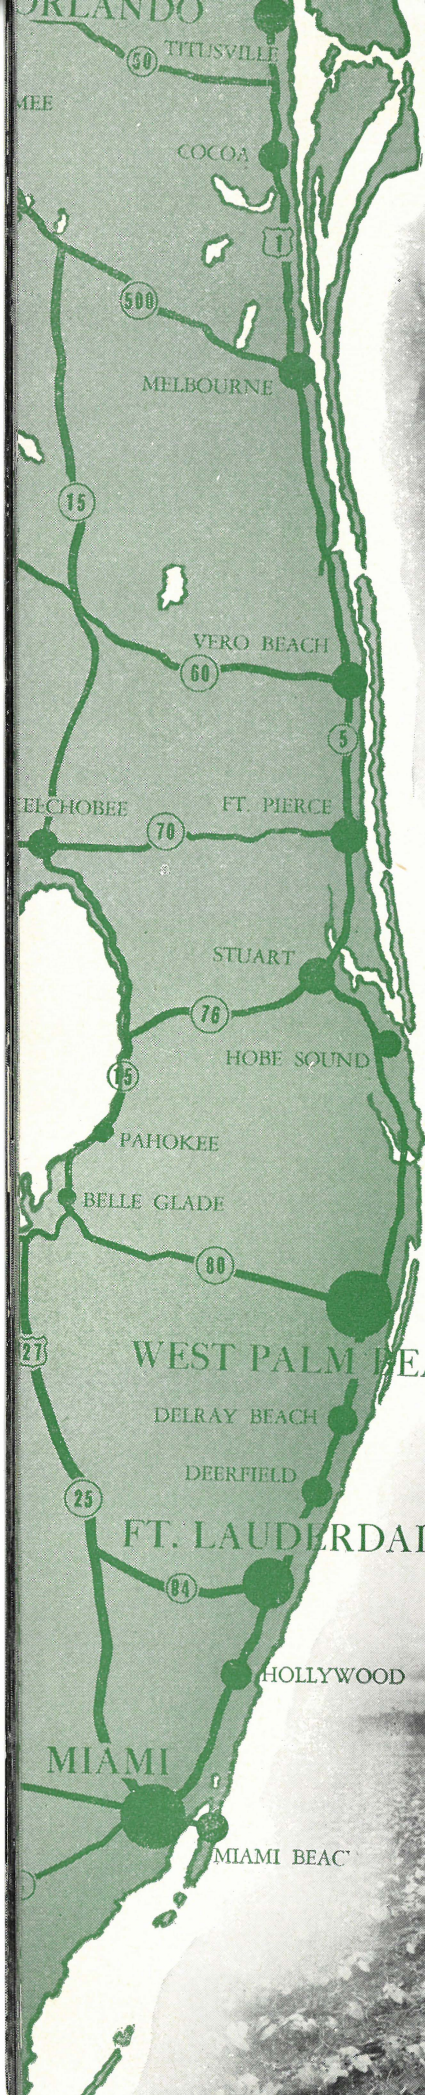 ORLANDO
TITUSVILLE
50
MEE
COCOA
1
500
MELBOURNE
15
VERO BEACH
60
5
EECHOBEE
FT. PIERCE
70
STUART
76
HOBE SOUND
15
PAHOKEE
BELLE GLADE
80
27
WEST PALM BEA
DELRAY BEACH
DEERFIELD
25
FT. LAUDERDAL
84
HOLLYWOOD
MIAMI
MIAMI BEAC